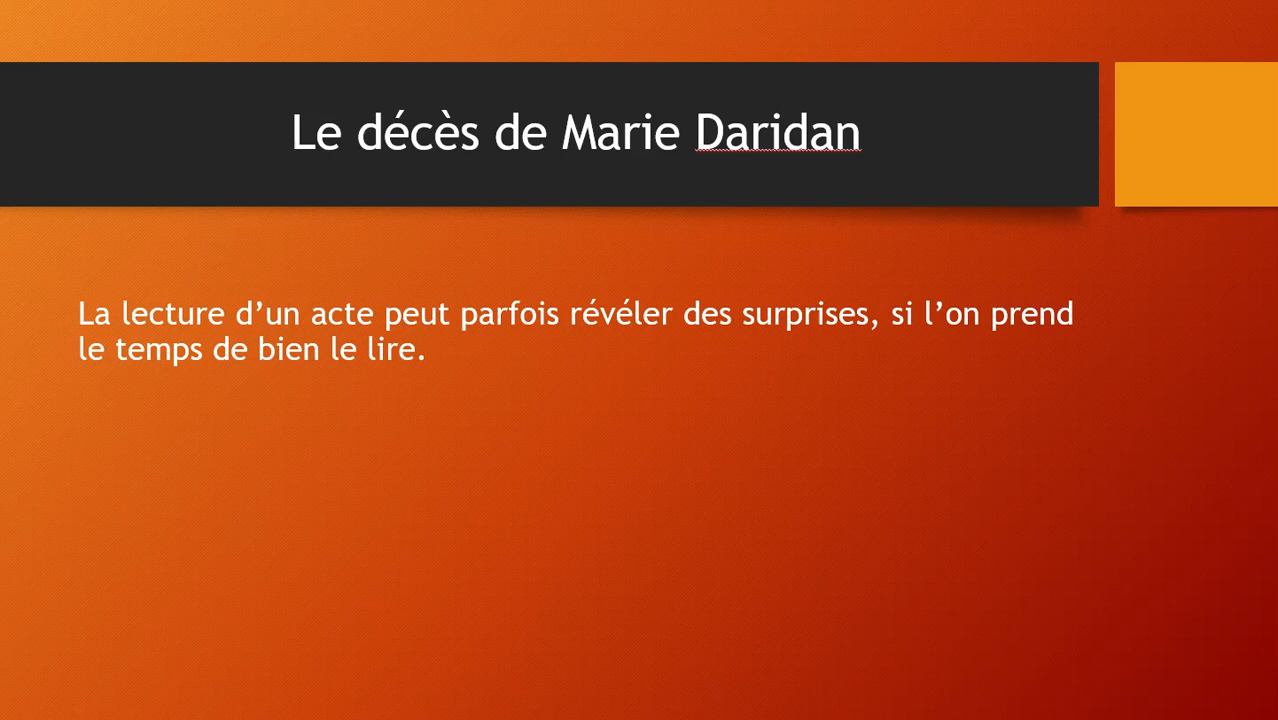 Le décès de Marie Daridan
La lecture d’un acte peut parfois révéler des surprises, si l’on prend
le temps de bien le lire.